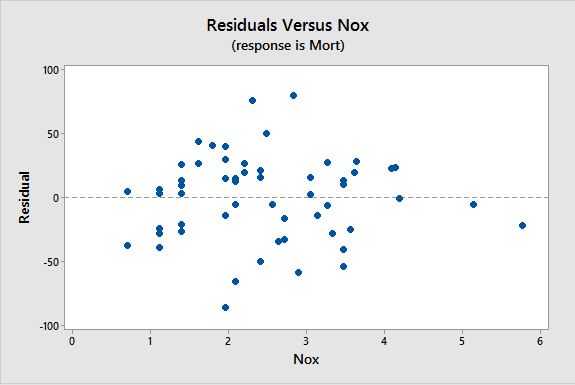 Residuals Versus Nox
(response is Mort)
100
50
0
-50
-100
Residual
0 1 2 3 4 5 6
Nox